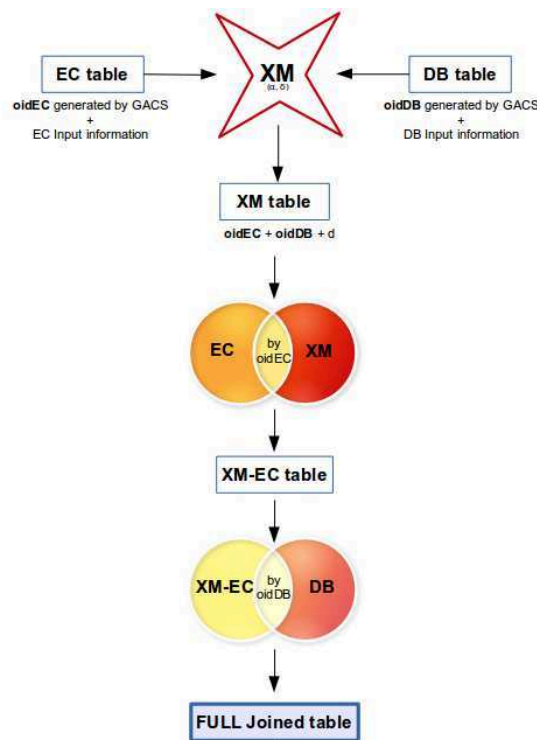 EC table
oidEC generated by GACS
+
EC Input information
XM
(α, δ)
DB table
oidDB generated by GACS
+
DB Input information
XM table
oidEC + oidDB + d
EC
by
oidEC
XM
XM-EC table
XM-EC
by
oidDB
DB
FULL Joined table